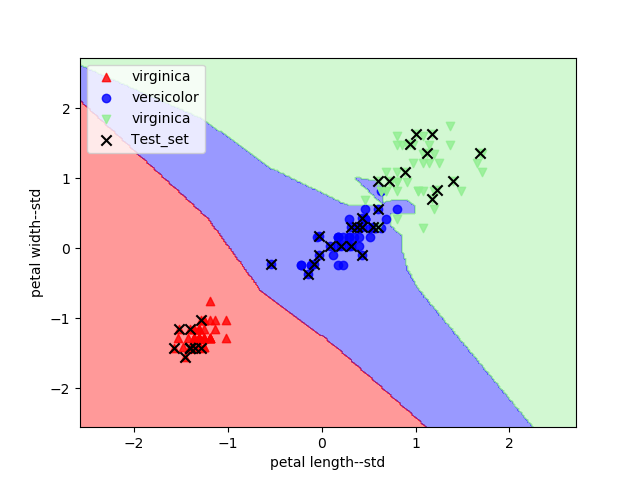 virginica
versicolor
virginica
Test_set
2
1
0
−1
−2
petal width--std
−2
−1
0
1
2
petal length--std